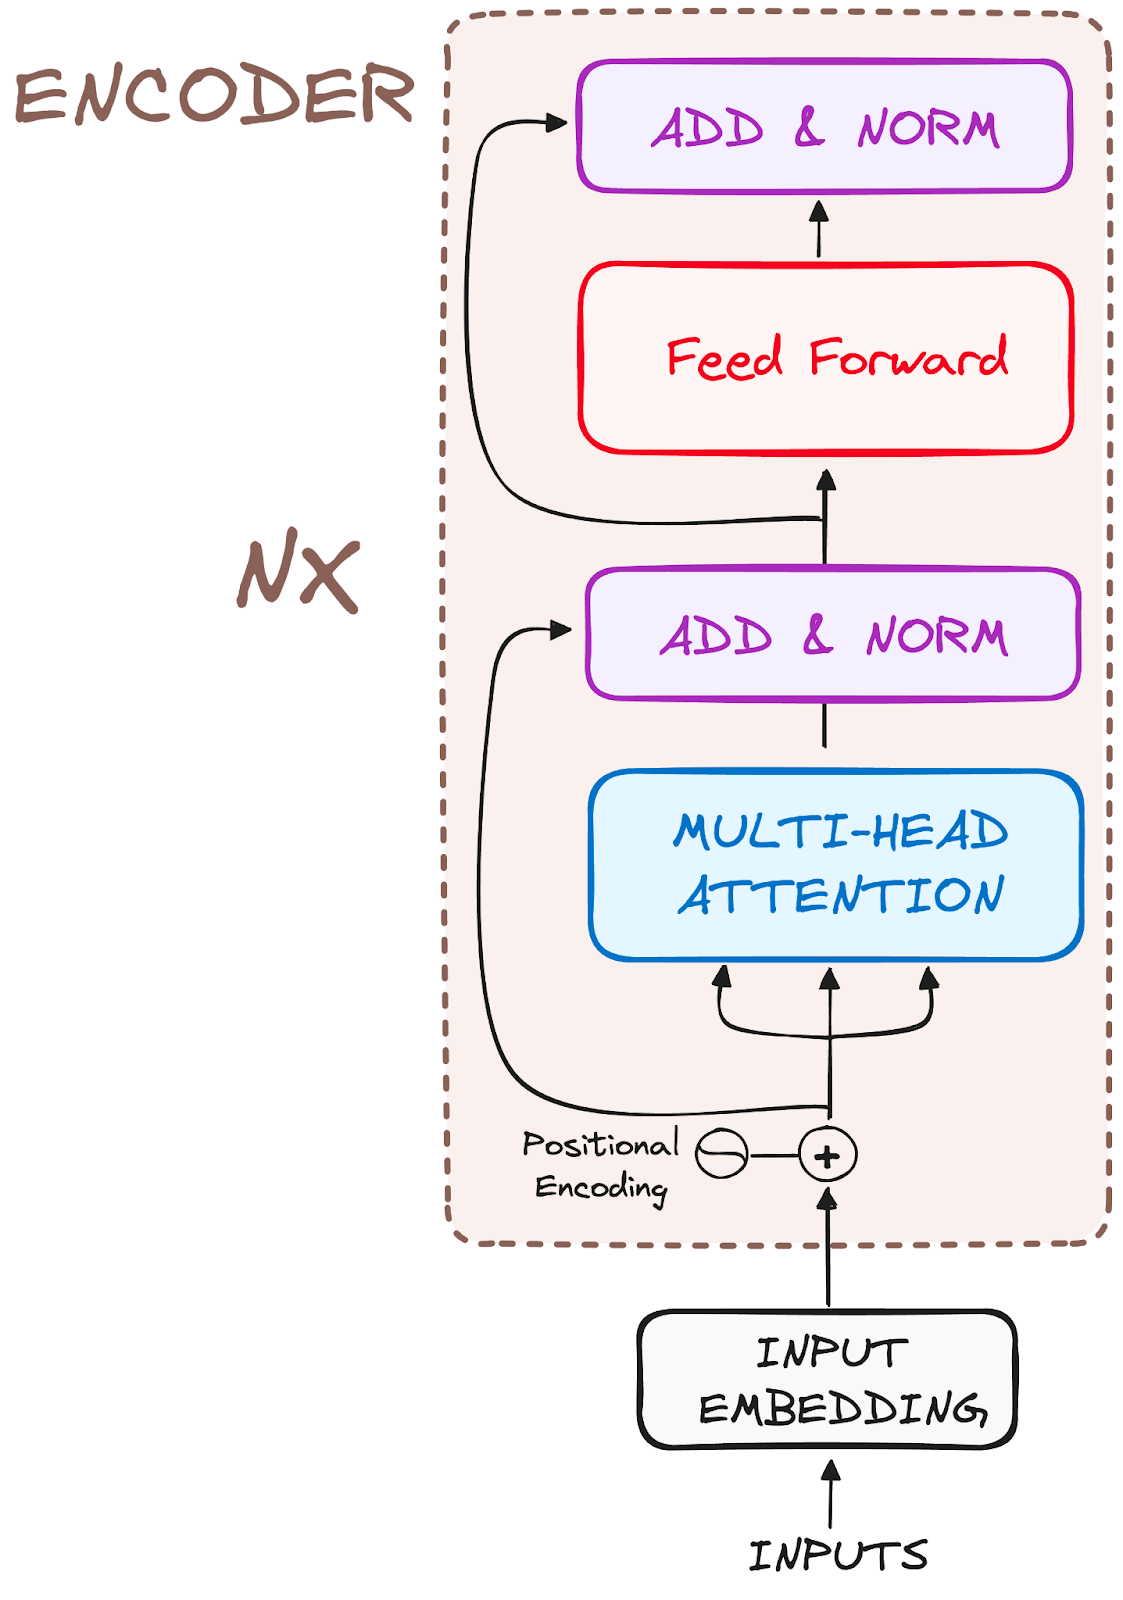 ENCODER
ADD & NORM
Feed Forward
NX
ADD & NORM
MULTI-HEAD
ATTENTION
Positional
Encoding
+
INPUT
EMBEDDING
INPUTS